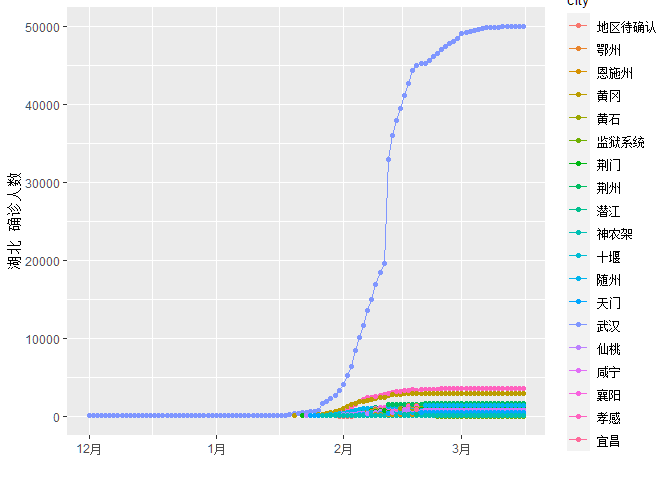 city
50000
40000
30000
20000
10000
0
湖北 确诊人数
12月
1月
2月
3月
地区待确认
鄂州
恩施州
黄冈
黄石
监狱系统
荆门
荆州
潜江
神农架
十堰
随州
天门
武汉
仙桃
咸宁
襄阳
孝感
宜昌